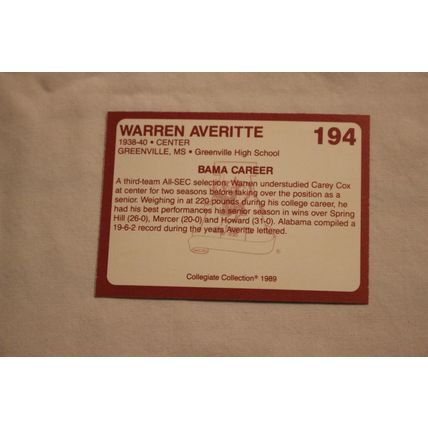 WARREN AVERITTE 194
1938-40 • CENTER
GREENVILLE, MS • Greenville High School
BAMA CAREER
A third-team All-SEC selection, Warren understudied Carey Cox
at center for two seasons before taking over the position as a
senior. Weighing in at 220 pounds during his college career, he
had his best performances his senior season in wins over Spring
Hill (26-0), Mercer (20-0) and Howard (31-0). Alabama compiled a
19-6-2 record during the years Averitte lettered.
Collegiate Collection® 1989